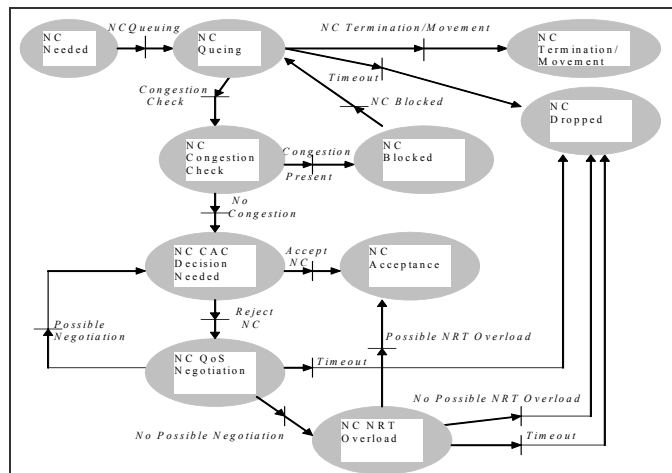 NC
Needed
NCQueuing
NC
Queing
NC Termination/Movement
NC
Termination/
Movement
Timeout
NC Blocked
Congestion
Check
NC
Dropped
NC
Congestion
Check
Congestion
Present
NC
Blocked
No
Congestion
NC CAC
Decision
Needed
Accept
NC
NC
Acceptance
Reject
NC
Possible
Negotiation
NC QoS
Negotiation
Timeout
Possible NRT Overload
No Possible Negotiation
NC NRT
Overload
No Possible NRT Overload
Timeout